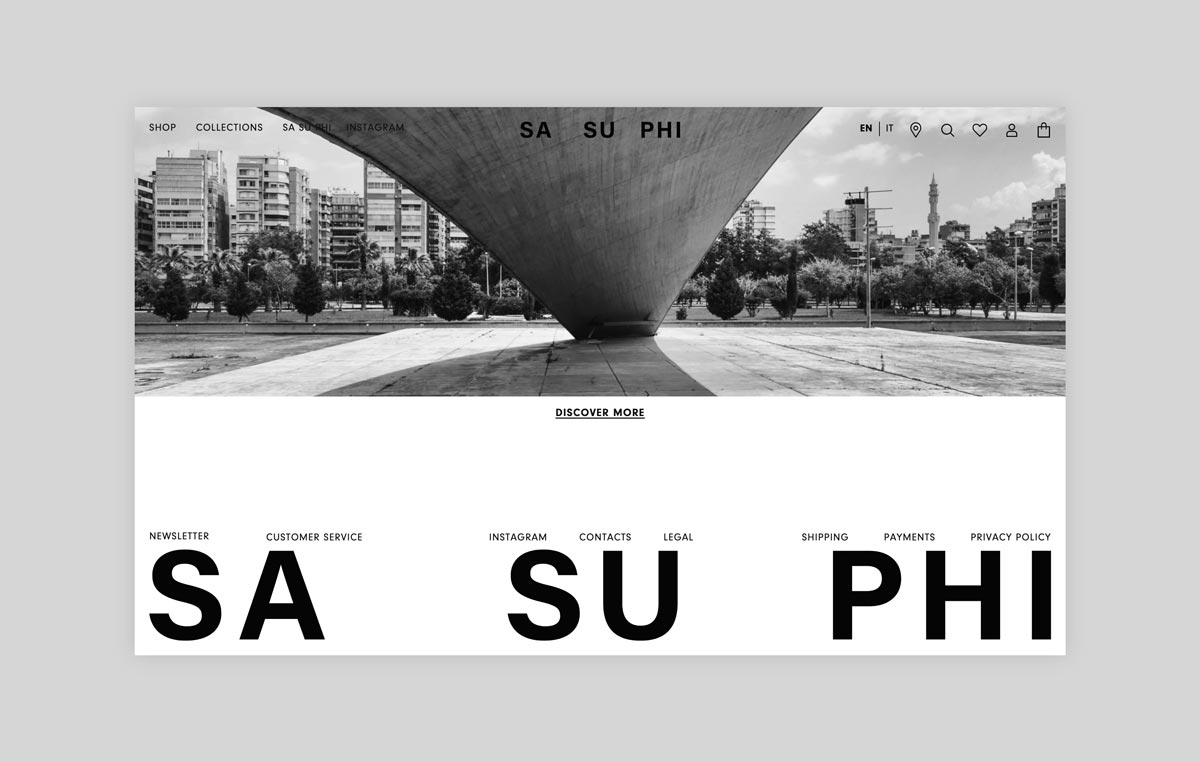 SHOP COLLECTIONS SA SU PHI INSTAGRAM SA SU PHI EN | IT
DISCOVER MORE
NEWSLETTER CUSTOMER SERVICE INSTAGRAM CONTACTS LEGAL SHIPPING PAYMENTS PRIVACY POLICY
SA SU PHI